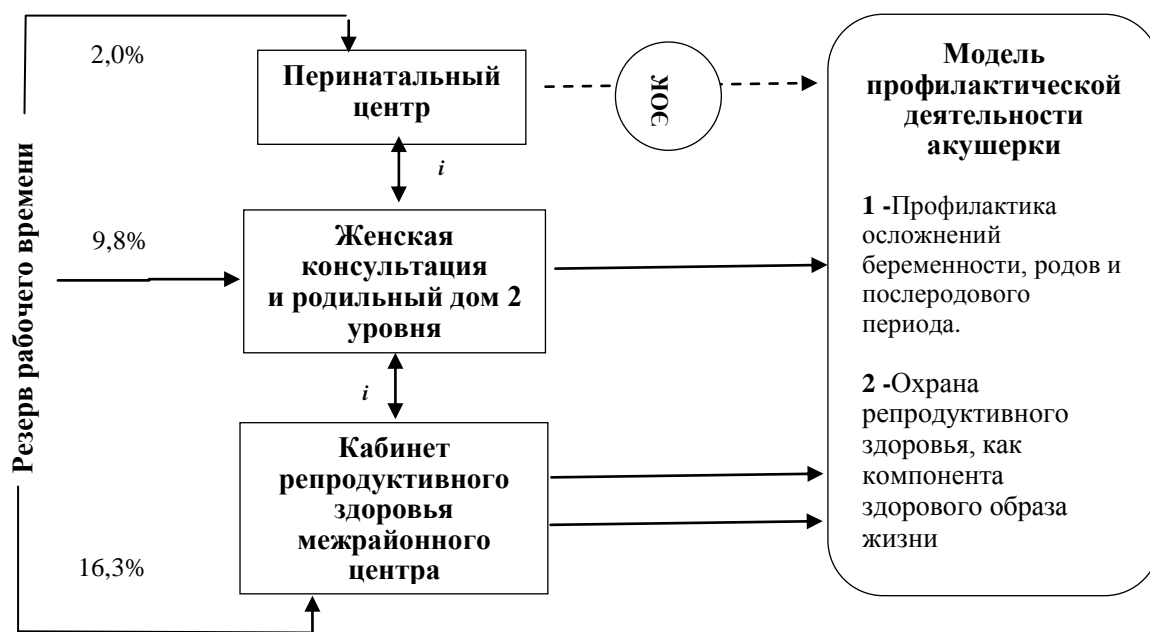 2,0%
Перинатальный
центр
ЭОК
i
Резерв рабочего времени
9,8%
Женская
консультация
и родильный дом 2
уровня
i
Кабинет
репродуктивного
здоровья
межрайонного
центра
16,3%
Модель
профилактической
деятельности
акушерки
1 -Профилактика
осложнений
беременности, родов и
послеродового
периода.
2 -Охрана
репродуктивного
здоровья, как
компонента
здорового образа
жизни